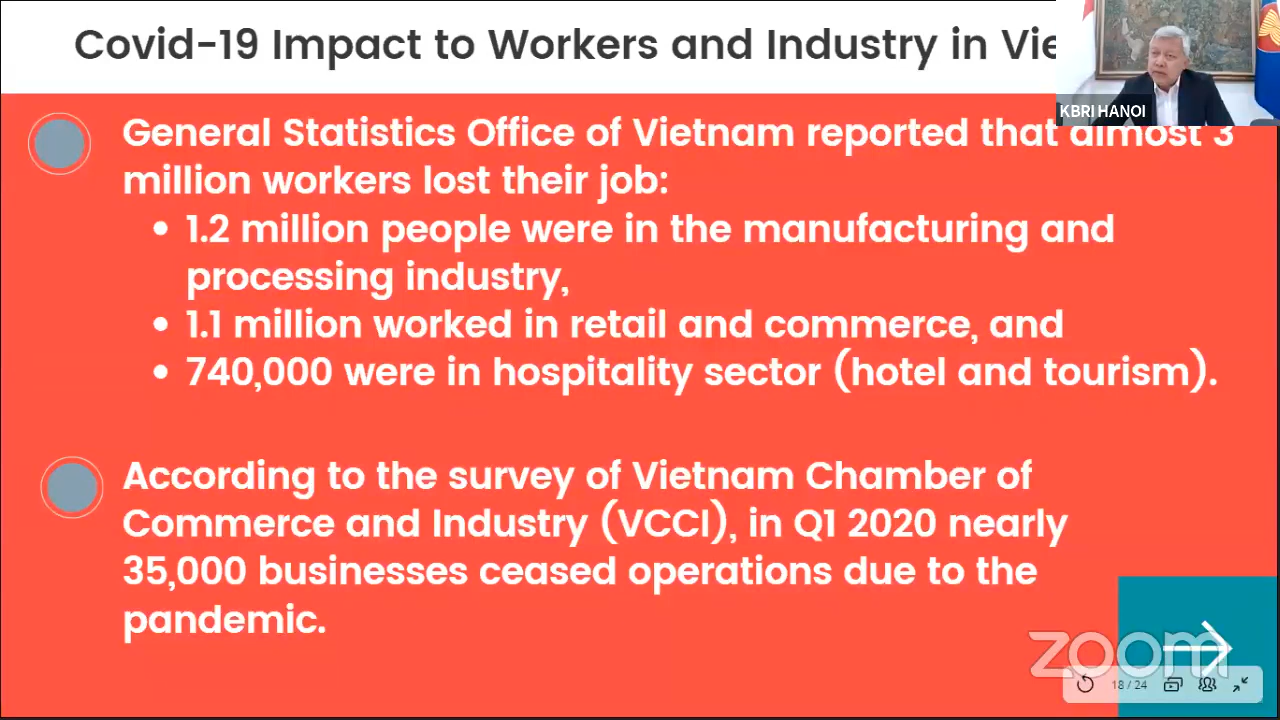 Covid-19 Impact to Workers and Industry in Vie
KBRI HANOI
General Statistics Office of Vietnam reported that almost 3
million workers lost their job:
• 1.2 million people were in the manufacturing and
processing industry,
• 1.1 million worked in retail and commerce, and
• 740,000 were in hospitality sector (hotel and tourism).
According to the survey of Vietnam Chamber of
Commerce and Industry (VCCI), in Q1 2020 nearly
35,000 businesses ceased operations due to the
pandemic.
zoom
18 / 24